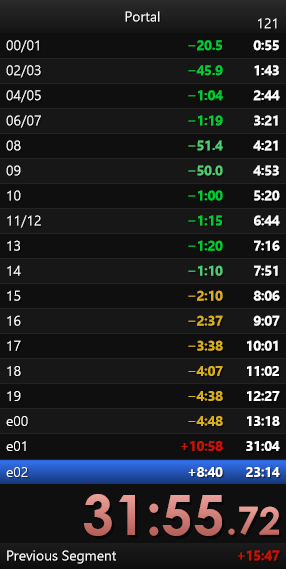 Portal
121
00/01 −20.5 0:55
02/03 −45.9 1:43
04/05 −1:04 2:44
06/07 −1:19 3:21
08 −51.4 4:21
09 −50.0 4:53
10 −1:00 5:20
11/12 −1:15 6:44
13 −1:20 7:16
14 −1:10 7:51
15 −2:10 8:06
16 −2:37 9:07
17 −3:38 10:01
18 −4:07 11:02
19 −4:38 12:27
e00 −4:48 13:18
e01 +10:58 31:04
e02 +8:40 23:14
31:55.72
Previous Segment +15:47